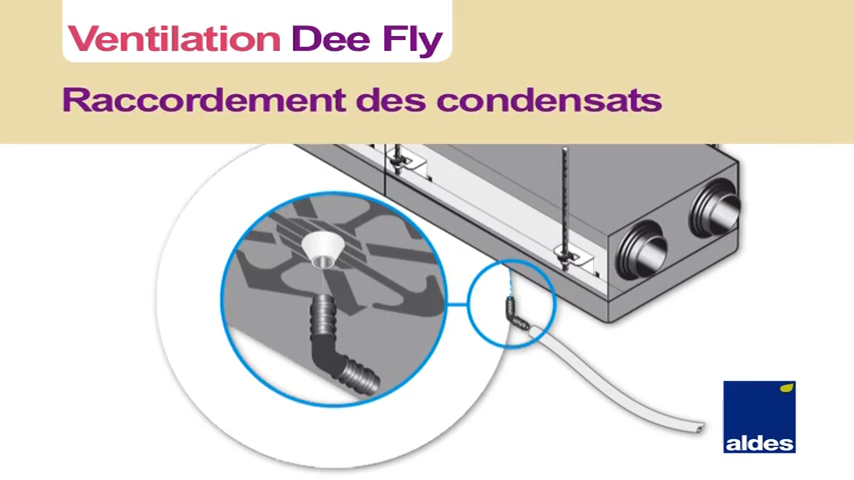 Ventilation Dee Fly
Raccordement des condensats
aldes